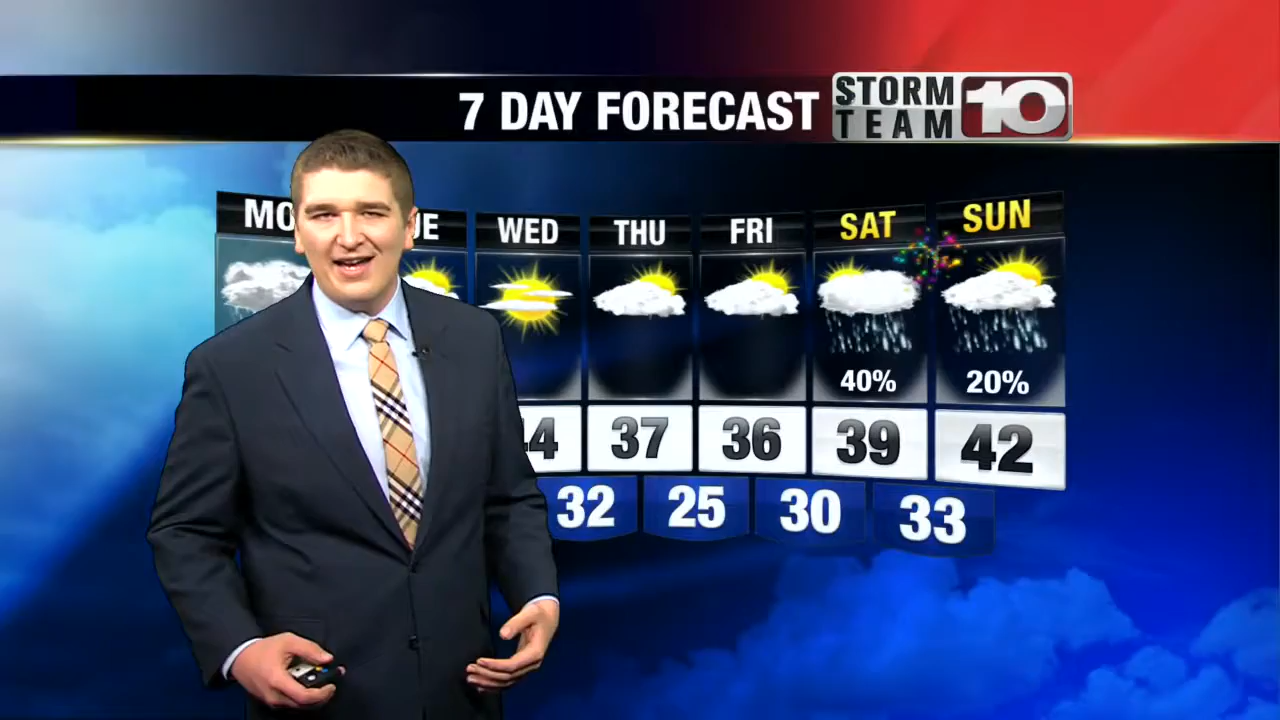 7 DAY FORECAST
STORM
TEAM
10
WED THU FRI SAT SUN
40% 20%
37 36 39 42
32 25 30 33